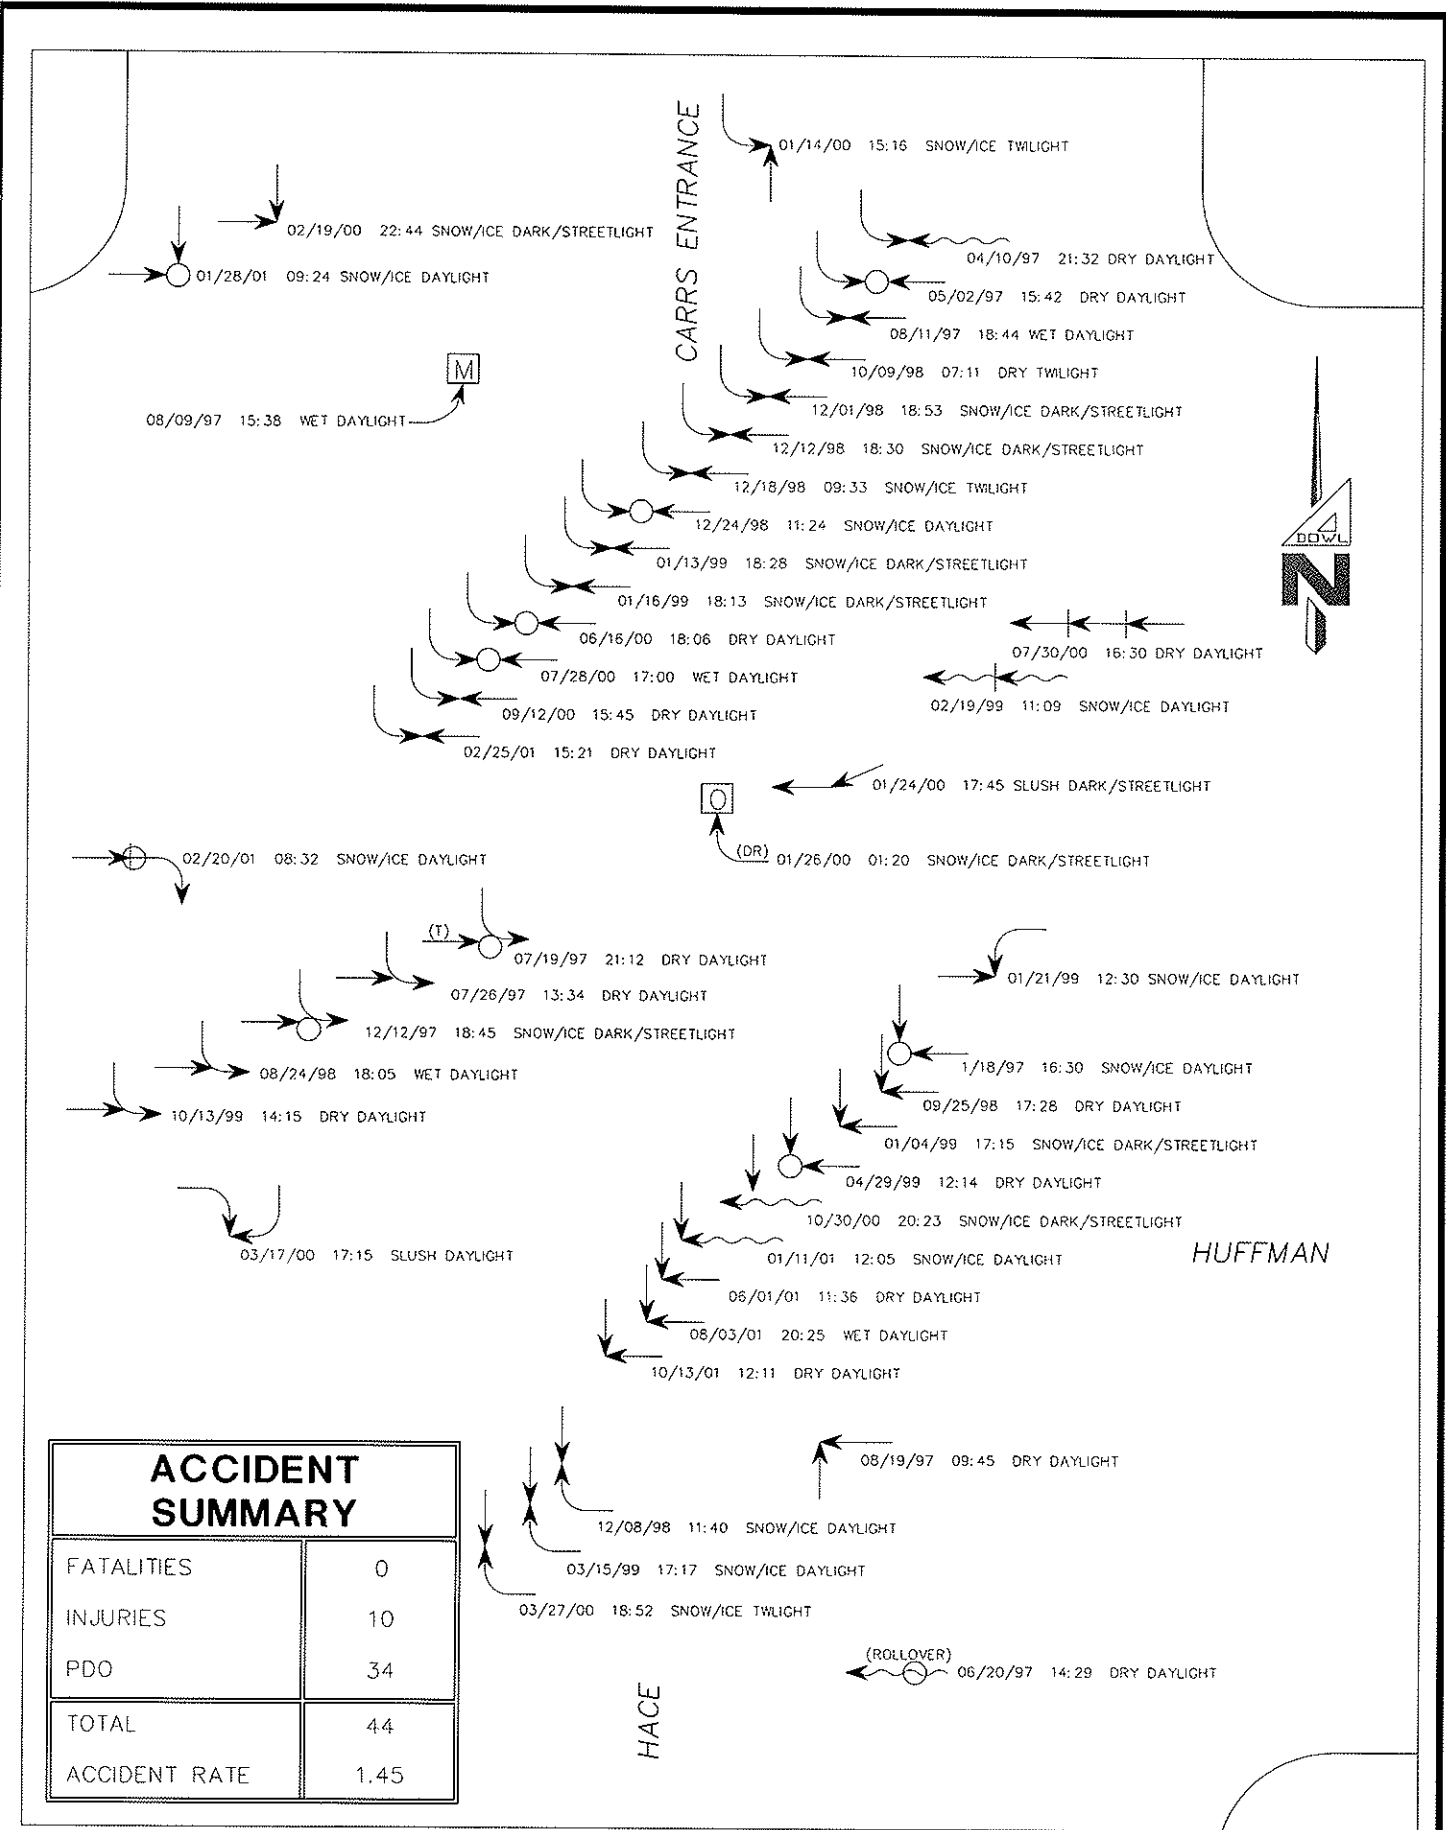 CARRS ENTRANCE
01/14/00 15:16 SNOW/ICE TWILIGHT
02/19/00 22:44 SNOW/ICE DARK/STREETLIGHT
04/10/97 21:32 DRY DAYLIGHT
01/28/01 09:24 SNOW/ICE DAYLIGHT
05/02/97 15:42 DRY DAYLIGHT
08/11/97 18:44 WET DAYLIGHT
M
10/09/98 07:11 DRY TWILIGHT
08/09/97 15:38 WET DAYLIGHT
12/01/98 18:53 SNOW/ICE DARK/STREETLIGHT
12/12/98 18:30 SNOW/ICE DARK/STREETLIGHT
12/18/98 09:33 SNOW/ICE TWILIGHT
12/24/98 11:24 SNOW/ICE DAYLIGHT
DOWL
N
01/13/99 18:28 SNOW/ICE DARK/STREETLIGHT
01/16/99 18:13 SNOW/ICE DARK/STREETLIGHT
06/16/00 18:06 DRY DAYLIGHT
07/30/00 16:30 DRY DAYLIGHT
07/28/00 17:00 WET DAYLIGHT
02/19/99 11:09 SNOW/ICE DAYLIGHT
09/12/00 15:45 DRY DAYLIGHT
02/25/01 15:21 DRY DAYLIGHT
01/24/00 17:45 SLUSH DARK/STREETLIGHT
O
(DR) 01/26/00 01:20 SNOW/ICE DARK/STREETLIGHT
02/20/01 08:32 SNOW/ICE DAYLIGHT
(T)
07/19/97 21:12 DRY DAYLIGHT
01/21/99 12:30 SNOW/ICE DAYLIGHT
07/26/97 13:34 DRY DAYLIGHT
12/12/97 18:45 SNOW/ICE DARK/STREETLIGHT
1/18/97 16:30 SNOW/ICE DAYLIGHT
08/24/98 18:05 WET DAYLIGHT
09/25/98 17:28 DRY DAYLIGHT
10/13/99 14:15 DRY DAYLIGHT
01/04/99 17:15 SNOW/ICE DARK/STREETLIGHT
04/29/99 12:14 DRY DAYLIGHT
10/30/00 20:23 SNOW/ICE DARK/STREETLIGHT
03/17/00 17:15 SLUSH DAYLIGHT
01/11/01 12:05 SNOW/ICE DAYLIGHT
HUFFMAN
06/01/01 11:36 DRY DAYLIGHT
08/03/01 20:25 WET DAYLIGHT
10/13/01 12:11 DRY DAYLIGHT
08/19/97 09:45 DRY DAYLIGHT
12/08/98 11:40 SNOW/ICE DAYLIGHT
03/15/99 17:17 SNOW/ICE DAYLIGHT
03/27/00 18:52 SNOW/ICE TWLIGHT
(ROLLOVER)
06/20/97 14:29 DRY DAYLIGHT
HACE
ACCIDENT
SUMMARY
FATALITIES 0
INJURIES 10
PDO 34
TOTAL 44
ACCIDENT RATE 1.45